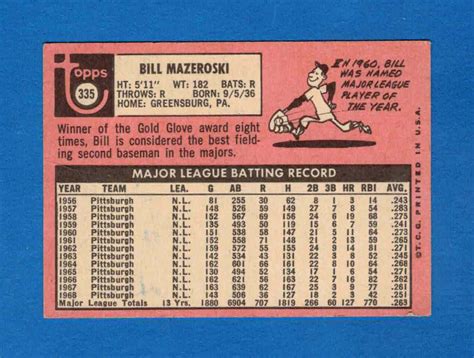 topps
335
BILL MAZEROSKI
HT: 5'11" WT: 182 BATS: R
THROWS: R BORN: 9/5/36
HOME: GREENSBURG, PA.
IN 1960, BILL
WAS NAMED
MAJOR LEAGUE
PLAYER OF
THE YEAR.
Winner of the Gold Glove award eight
times, Bill is considered the best field-
ing second baseman in the majors.
MAJOR LEAGUE BATTING RECORD
YEAR TEAM LEA. G AB R H 2B 3B HR RBI AVG.
1956 Pittsburgh N.L. 81 255 30 62 8 1 3 14 .243
1957 Pittsburgh N.L. 148 526 59 149 27 7 8 54 .283
1958 Pittsburgh N.L. 152 567 69 156 24 6 19 68 .275
1959 Pittsburgh N.L. 135 493 50 119 15 6 7 59 .241
1960 Pittsburgh N.L. 151 538 58 147 21 5 11 64 .273
1961 Pittsburgh N.L. 152 558 71 148 21 2 13 59 .265
1962 Pittsburgh N.L. 159 572 55 155 24 9 14 81 .271
1963 Pittsburgh N.L. 142 534 43 131 22 3 8 52 .245
1964 Pittsburgh N.L. 162 601 66 161 22 8 10 64 .268
1965 Pittsburgh N.L. 130 494 52 134 17 1 6 54 .271
1966 Pittsburgh N.L. 162 621 56 163 22 7 16 82 .262
1967 Pittsburgh N.L. 163 639 62 167 25 3 9 77 .261
1968 Pittsburgh N.L. 143 506 36 127 18 2 3 42 .251
Major League Totals 13 Yrs. 1880 6904 707 1819 263 60 127 770 .263
©T.C.G. PRINTED IN U.S.A.